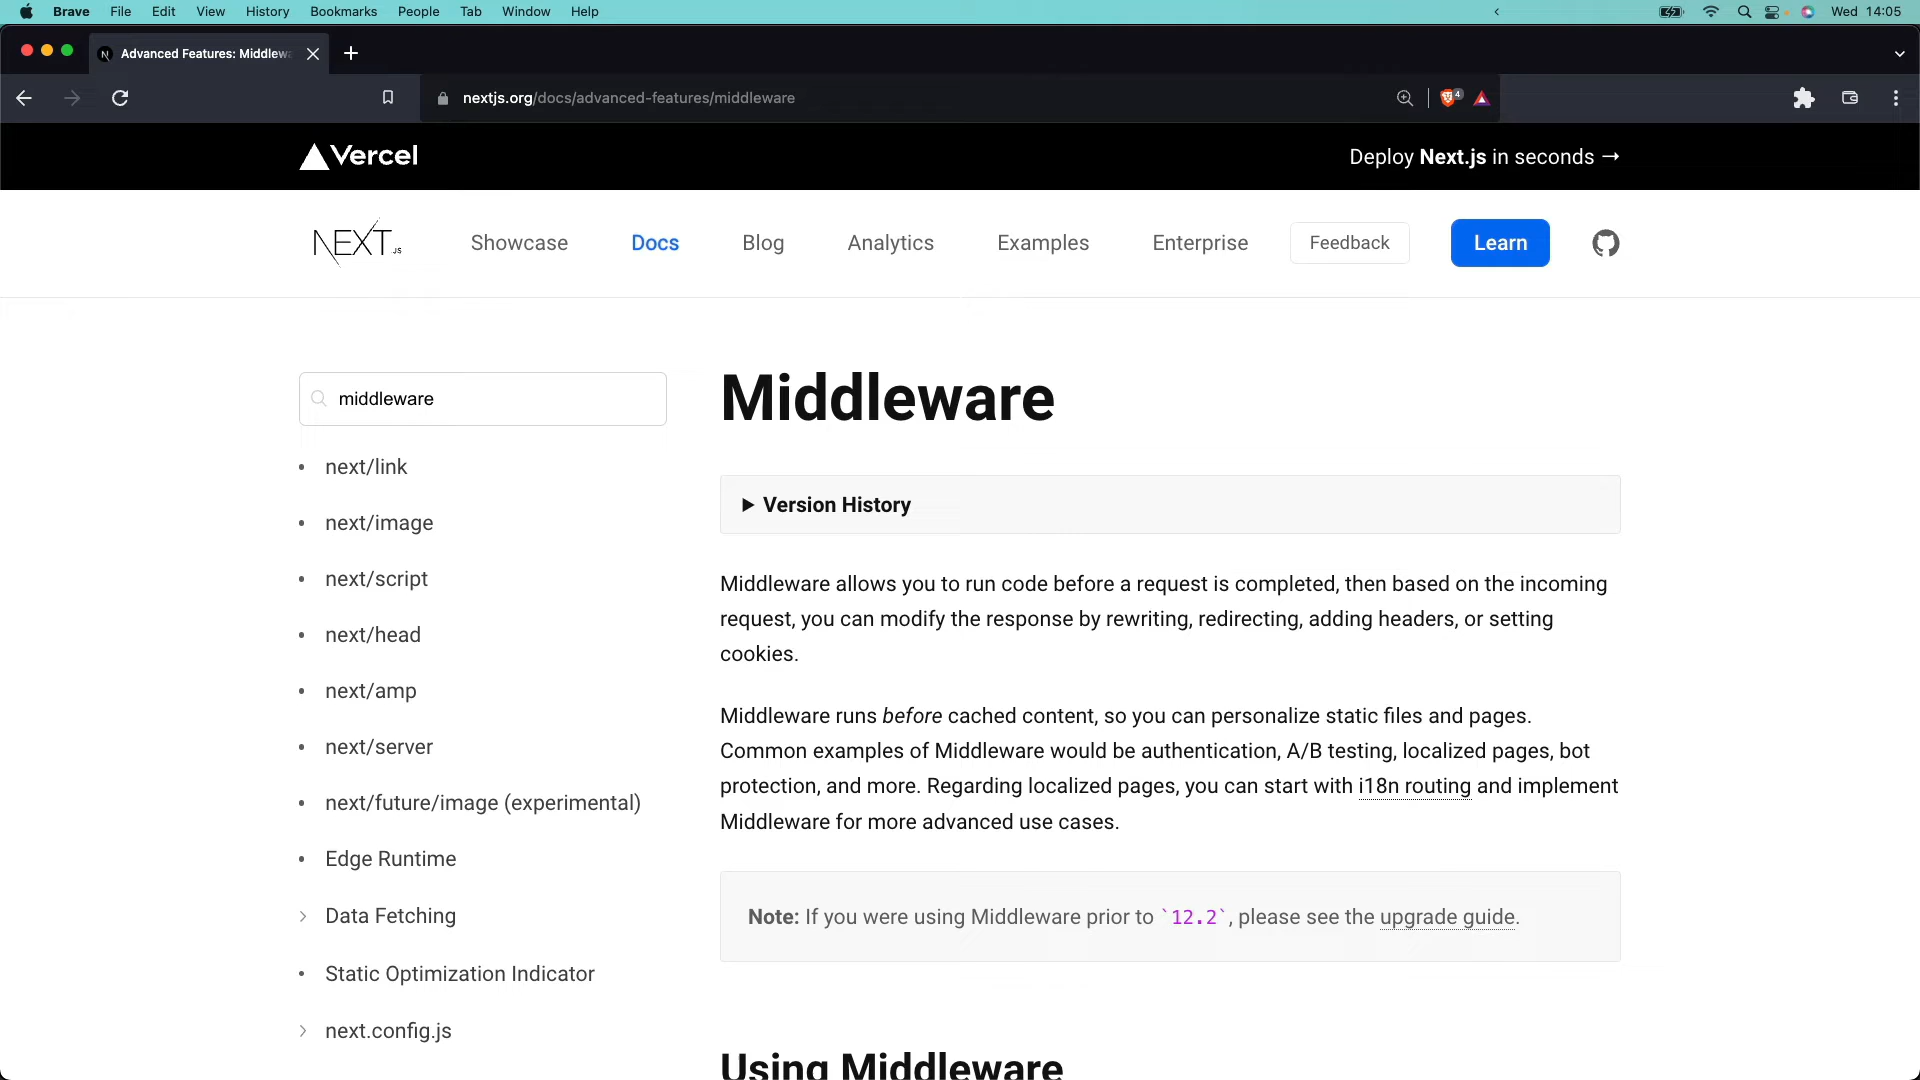 Brave File Edit View History Bookmarks People Tab Window Help Wed 14:05
Advanced Features: Middlewa
nextjs.org/docs/advanced-features/middleware
4
Vercel
Deploy Next.js in seconds →
NEXT.JS
Showcase
Docs
Blog
Analytics
Examples
Enterprise
Feedback
Learn
middleware
• next/link
• next/image
• next/script
• next/head
• next/amp
• next/server
• next/future/image (experimental)
• Edge Runtime
Data Fetching
• Static Optimization Indicator
next.config.js
Middleware
▶ Version History
Middleware allows you to run code before a request is completed, then based on the incoming
request, you can modify the response by rewriting, redirecting, adding headers, or setting
cookies.
Middleware runs before cached content, so you can personalize static files and pages.
Common examples of Middleware would be authentication, A/B testing, localized pages, bot
protection, and more. Regarding localized pages, you can start with i18n routing and implement
Middleware for more advanced use cases.
Note: If you were using Middleware prior to `12.2`, please see the upgrade guide.
Using Middleware